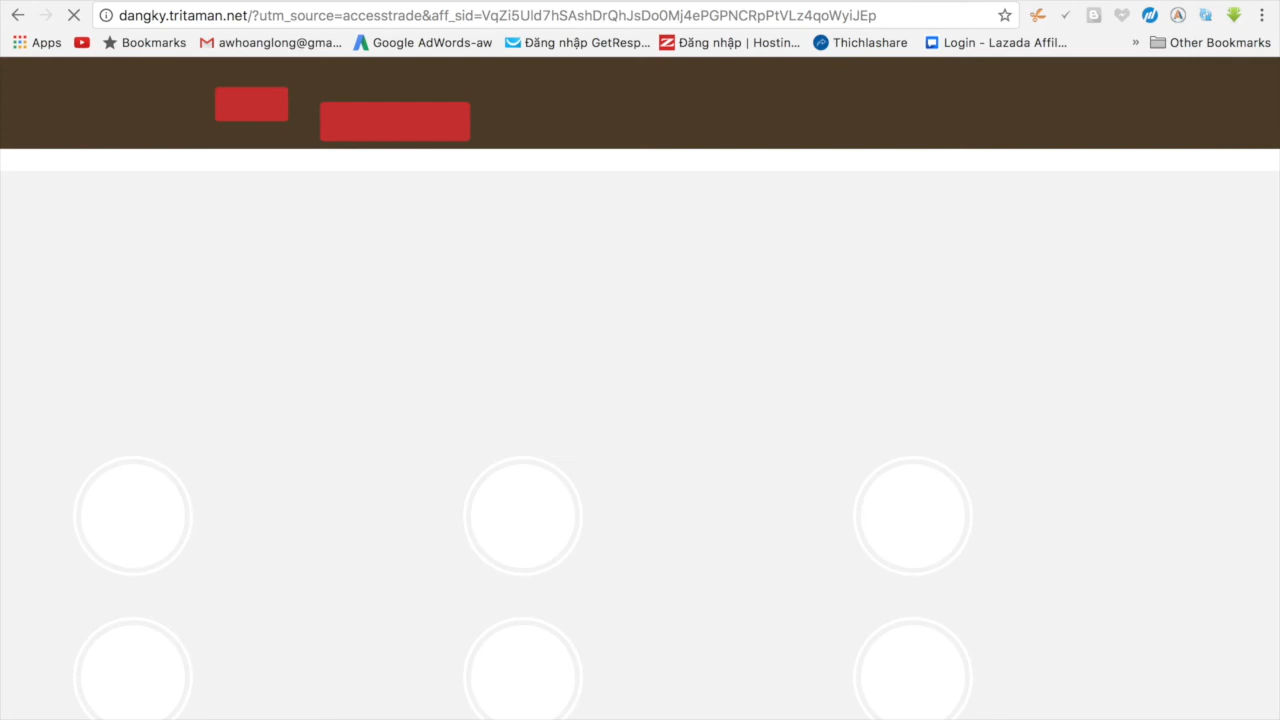 dangky.tritaman.net/?utm_source=accesstrade&aff_sid=VqZi5Uld7hSAshDrQhJsDo0Mj4ePGPNCRpPtVLz4qoWyiJEp
Apps Bookmarks awhoanglong@gma... Google AdWords-aw Đăng nhập GetResp... Đăng nhập | Hostin... Thichlashare Login - Lazada Affil... » Other Bookmarks